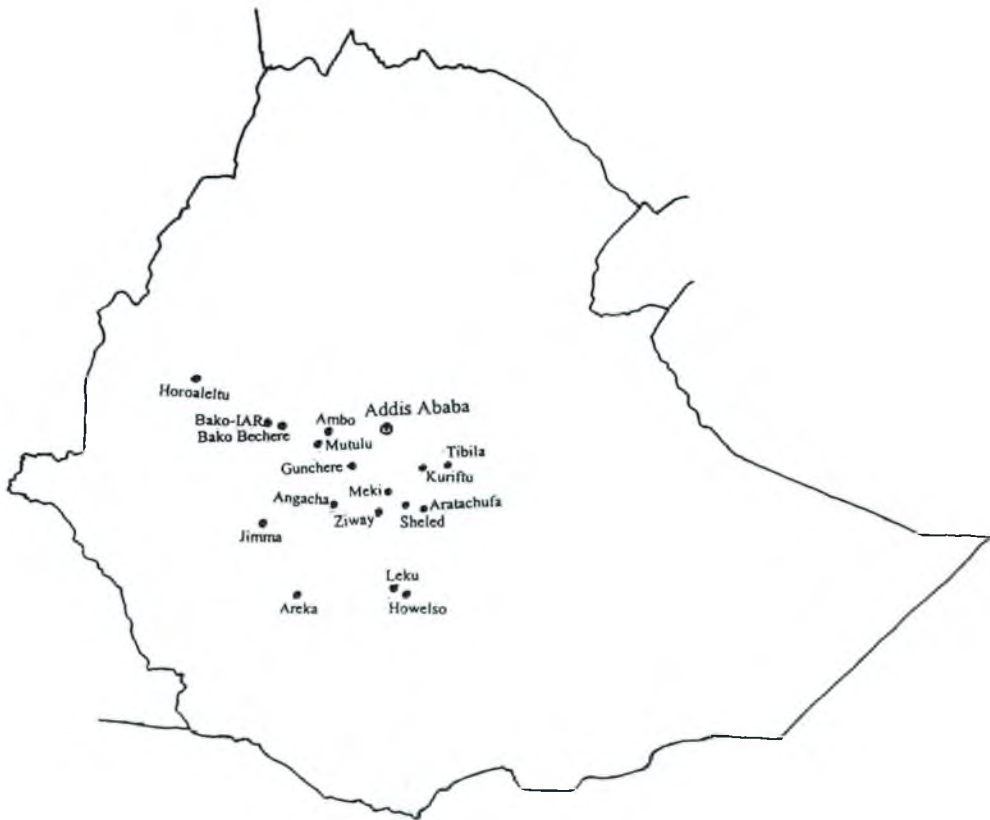 Horoaleltu
Bako-IAR
Bako Bechere
Ambo
Addis Ababa
Mutulu
Gunchere
Tibila
Kuriftu
Meki
Angacha
Ziway
Sheled
Aratachufa
Jimma
Leku
Areka
Howelso